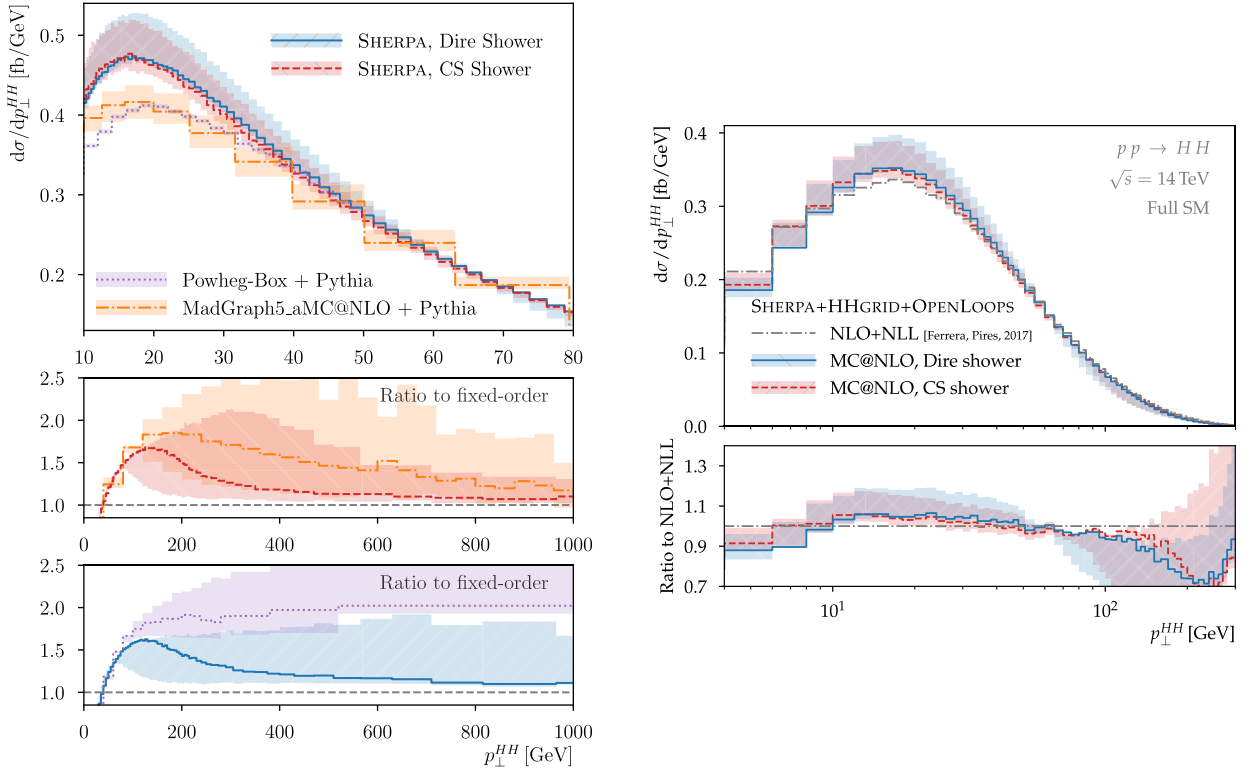 dσ/dp⊥^HH [fb/GeV]
0.5
0.4
0.3
0.2
SHERPA, Dire Shower
SHERPA, CS Shower
Powheg-Box + Pythia
MadGraph5_aMC@NLO + Pythia
10 20 30 40 50 60 70 80
2.5
2.0
1.5
1.0
Ratio to fixed-order
0 200 400 600 800 1000
2.5
2.0
1.5
1.0
Ratio to fixed-order
0 200 400 600 800 1000
p⊥^HH [GeV]
dσ/dp⊥^HH [fb/GeV]
0.4
0.3
0.2
0.1
0.0
p p → H H
√s = 14 TeV
Full SM
SHERPA+HHGRID+OPENLOOPS
NLO+NLL [Ferrera, Pires, 2017]
MC@NLO, Dire shower
MC@NLO, CS shower
Ratio to NLO+NLL
1.3
1.1
0.9
0.7
10^1 10^2
p⊥^HH [GeV]